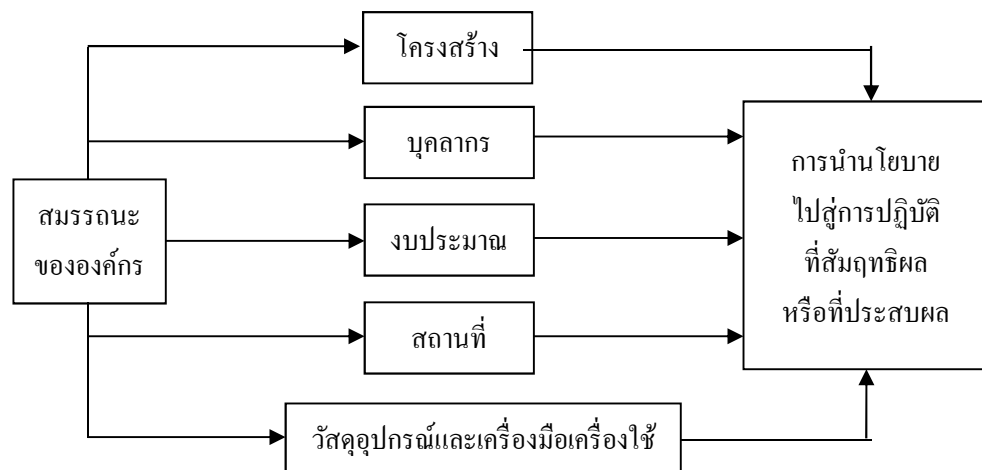 โครงสร้าง
บุคลากร
สมรรถนะ
ขององค์กร
งบประมาณ
สถานที่
วัสดุอุปกรณ์และเครื่องมือเครื่องใช้
การนำนโยบาย
ไปสู่การปฏิบัติ
ที่สัมฤทธิผล
หรือที่ประสบผล